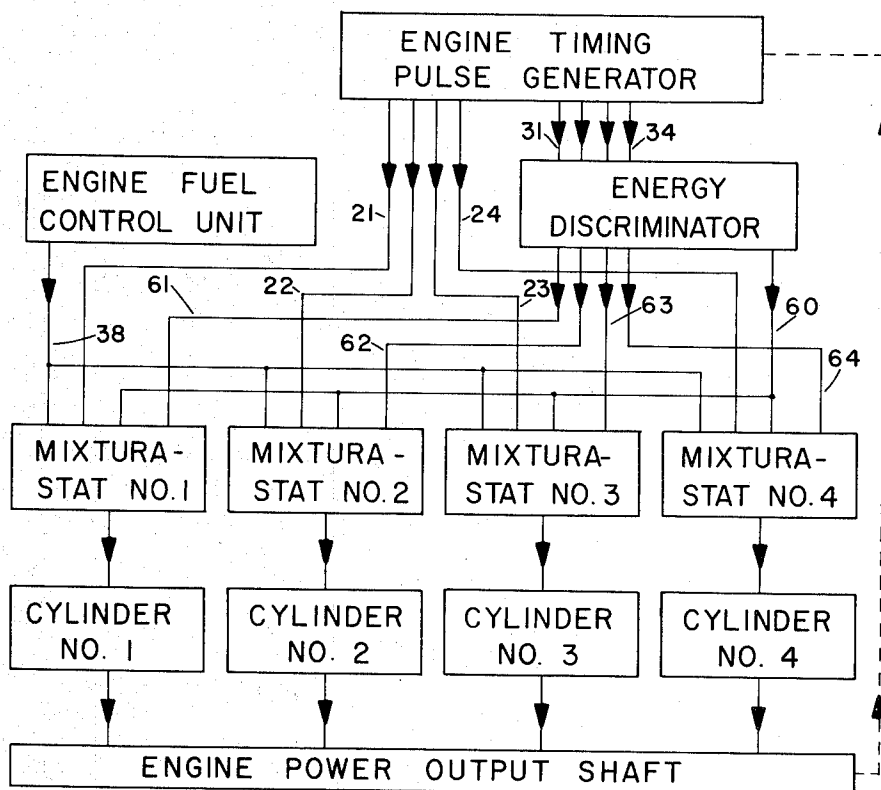 ENGINE TIMING
PULSE GENERATOR
31
34
ENGINE FUEL
CONTROL UNIT
ENERGY
DISCRIMINATOR
21
24
61
22
23
63
60
38
62
64
MIXTURA-
STAT NO.1
MIXTURA-
STAT NO.2
MIXTURA-
STAT NO.3
MIXTURA-
STAT NO.4
CYLINDER
NO. 1
CYLINDER
NO. 2
CYLINDER
NO. 3
CYLINDER
NO. 4
ENGINE POWER OUTPUT SHAFT